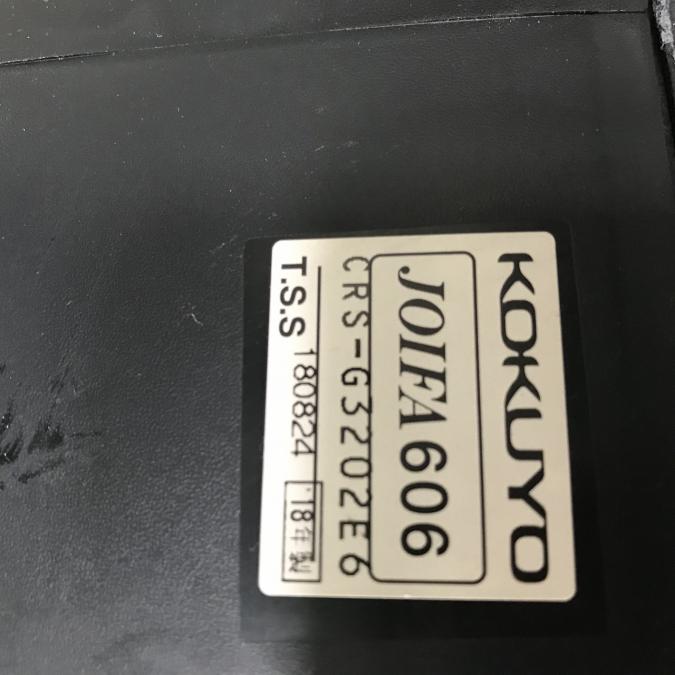 KOKUYO
JOIFA 606
CRS-G3202E6
T.S.S 180824 '18年製